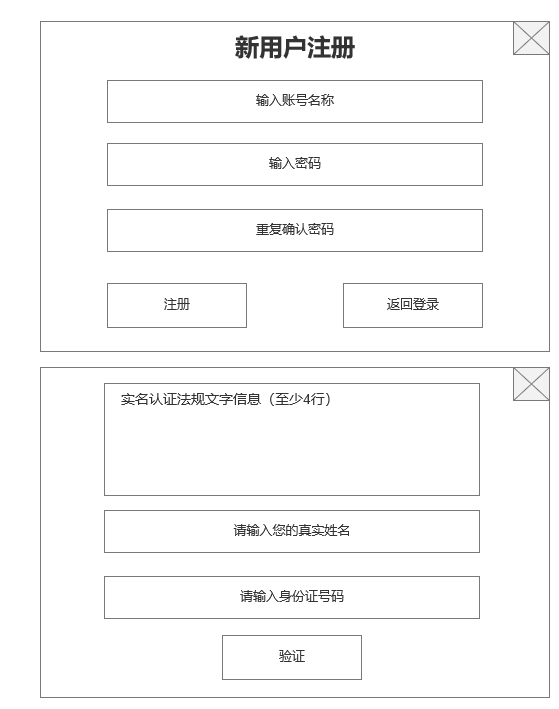 新用户注册
输入账号名称
输入密码
重复确认密码
注册
返回登录
实名认证法规文字信息（至少4行）
请输入您的真实姓名
请输入身份证号码
验证